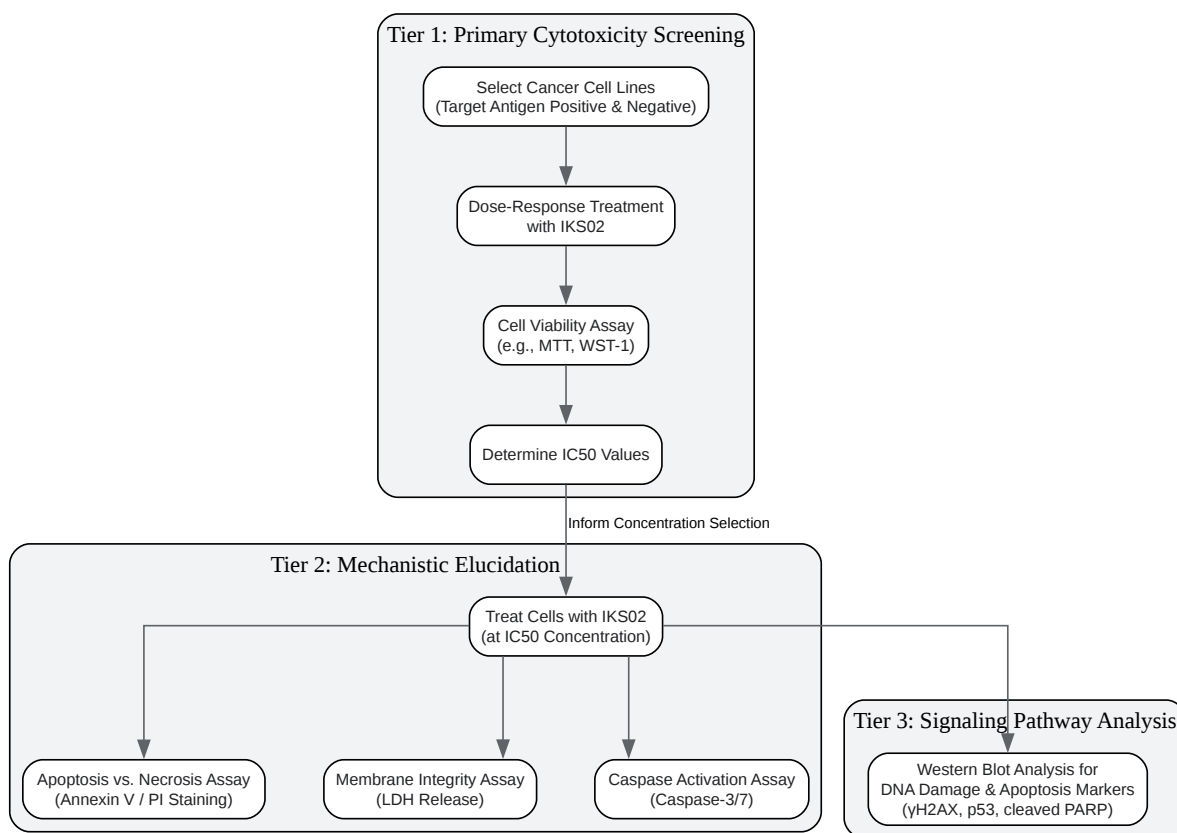 Tier 1: Primary Cytotoxicity Screening
Select Cancer Cell Lines
(Target Antigen Positive & Negative)
Dose-Response Treatment
with IKS02
Cell Viability Assay
(e.g., MTT, WST-1)
Determine IC50 Values
Inform Concentration Selection
Tier 2: Mechanistic Elucidation
Treat Cells with IKS02
(at IC50 Concentration)
Apoptosis vs. Necrosis Assay
(Annexin V / PI Staining)
Membrane Integrity Assay
(LDH Release)
Caspase Activation Assay
(Caspase-3/7)
Tier 3: Signaling Pathway Analysis
Western Blot Analysis for
DNA Damage & Apoptosis Markers
(γH2AX, p53, cleaved PARP)